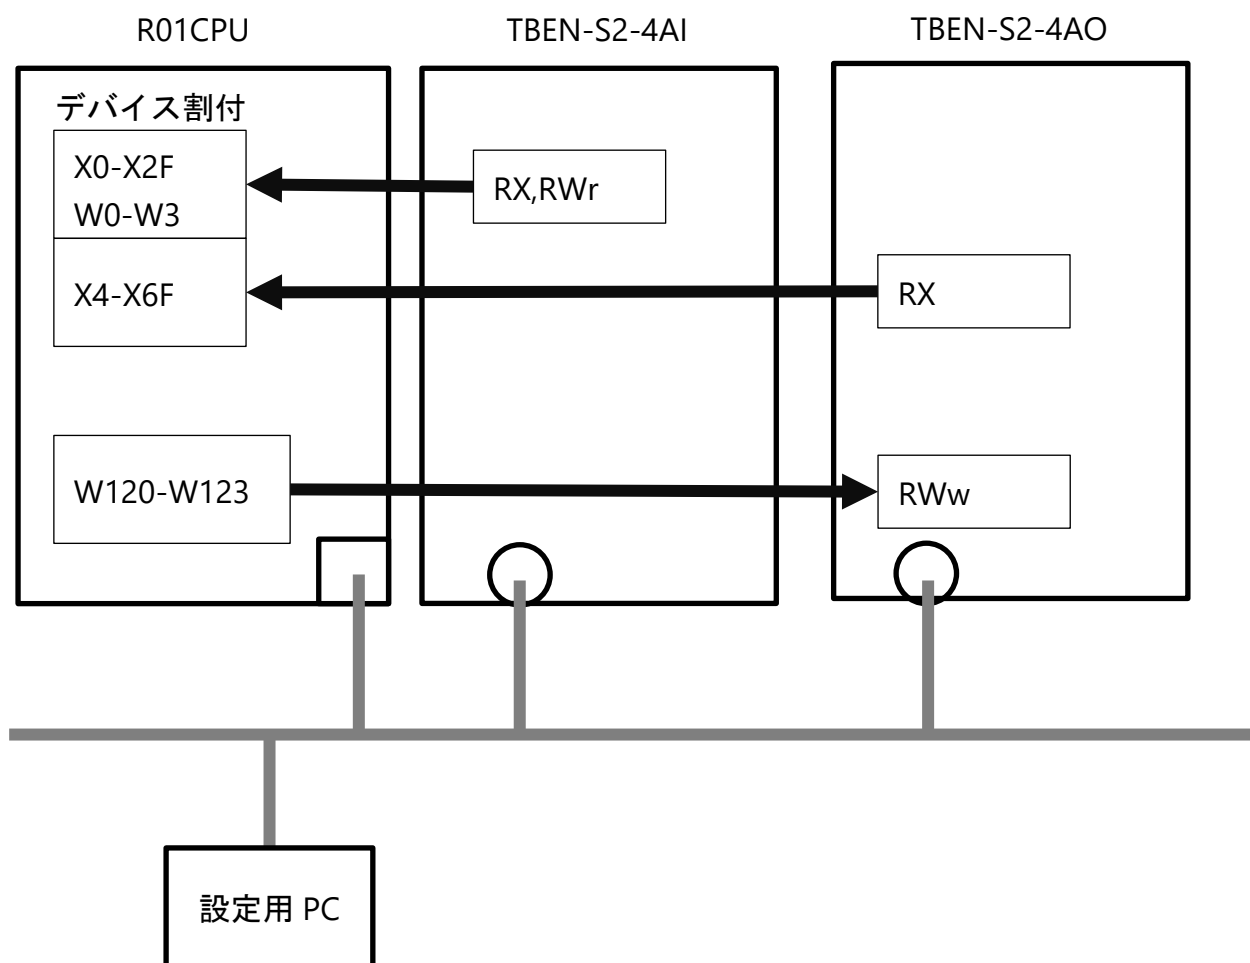 R01CPU
TBEN-S2-4AI
TBEN-S2-4AO
デバイス割付
X0-X2F
W0-W3
RX,RWr
X4-X6F
RX
W120-W123
RWw
設定用 PC